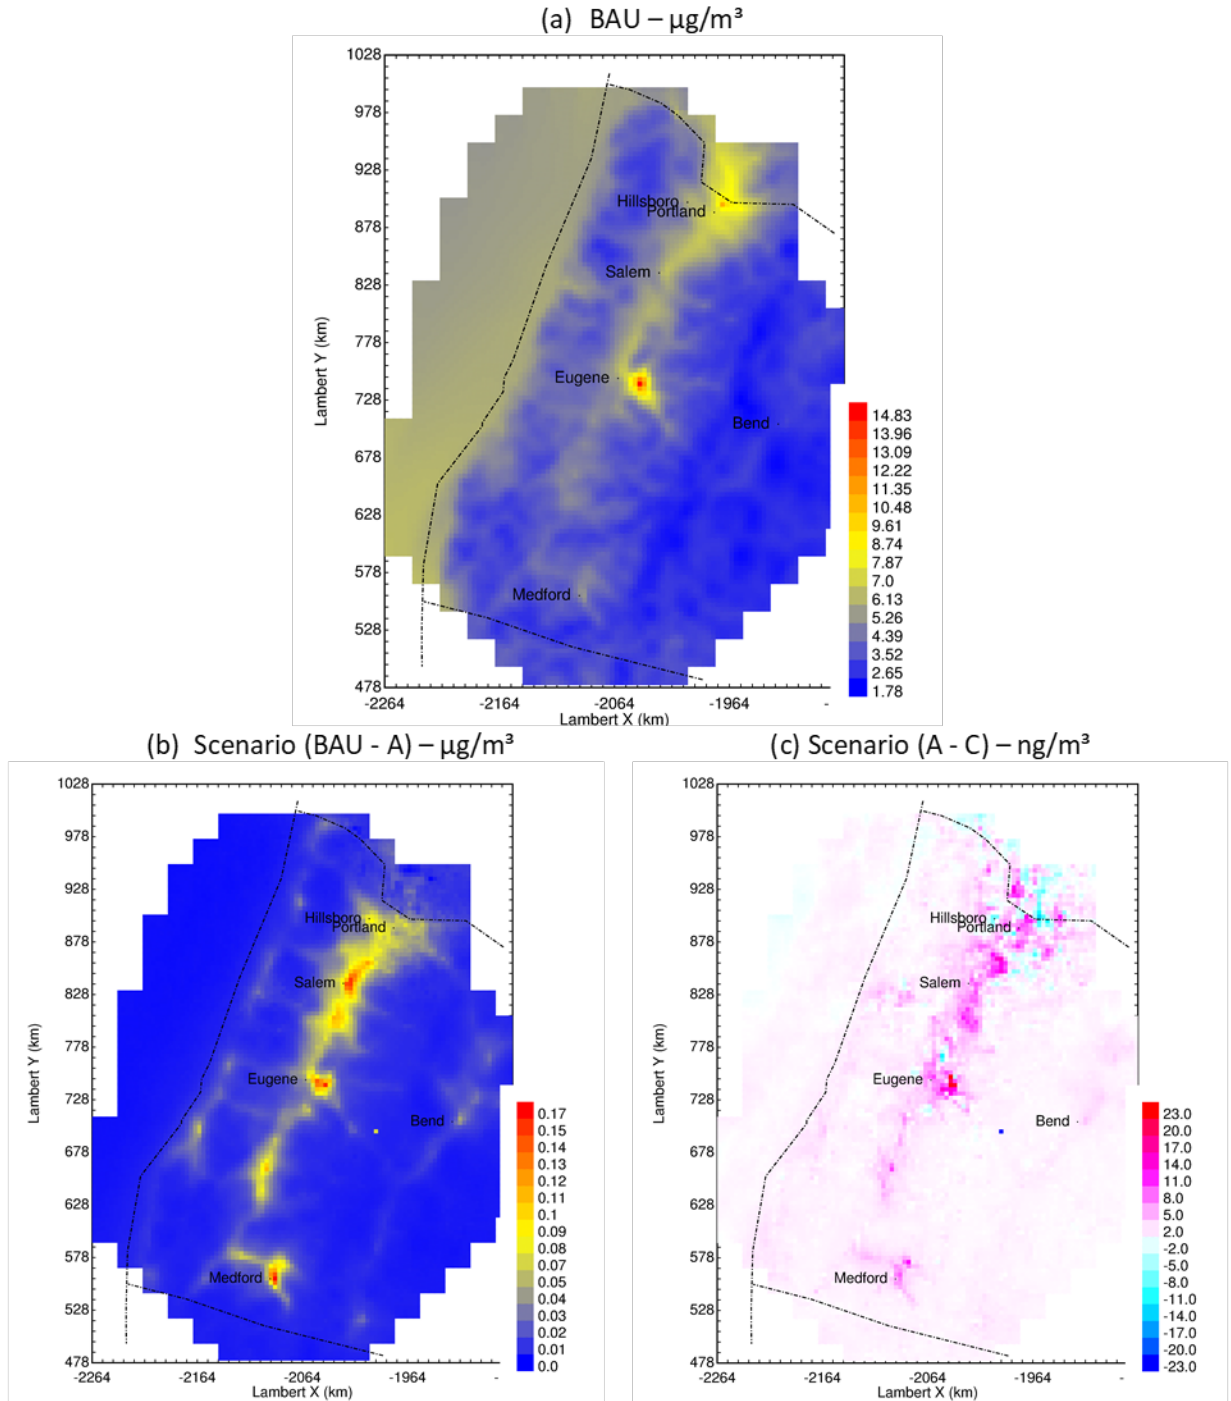 (a) BAU – µg/m³
1028
978
928
878
828
778
728
678
628
578
528
478
Lambert Y (km)
Hillsboro
Portland
Salem
Eugene
Bend
Medford
14.83
13.96
13.09
12.22
11.35
10.48
9.61
8.74
7.87
7.0
6.13
5.26
4.39
3.52
2.65
1.78
-2264 -2164 -2064 -1964 -
Lambert X (km)
(b) Scenario (BAU - A) – µg/m³
1028
978
928
878
828
778
728
678
628
578
528
478
Lambert Y (km)
Hillsboro
Portland
Salem
Eugene
Bend
Medford
0.17
0.15
0.14
0.13
0.12
0.11
0.1
0.09
0.08
0.07
0.05
0.04
0.03
0.02
0.01
0.0
-2264 -2164 -2064 -1964 -
Lambert X (km)
(c) Scenario (A - C) – ng/m³
1028
978
928
878
828
778
728
678
628
578
528
478
Lambert Y (km)
Hillsboro
Portland
Salem
Eugene
Bend
Medford
23.0
20.0
17.0
14.0
11.0
8.0
5.0
2.0
-2.0
-5.0
-8.0
-11.0
-14.0
-17.0
-20.0
-23.0
-2264 -2164 -2064 -1964 -
Lambert X (km)